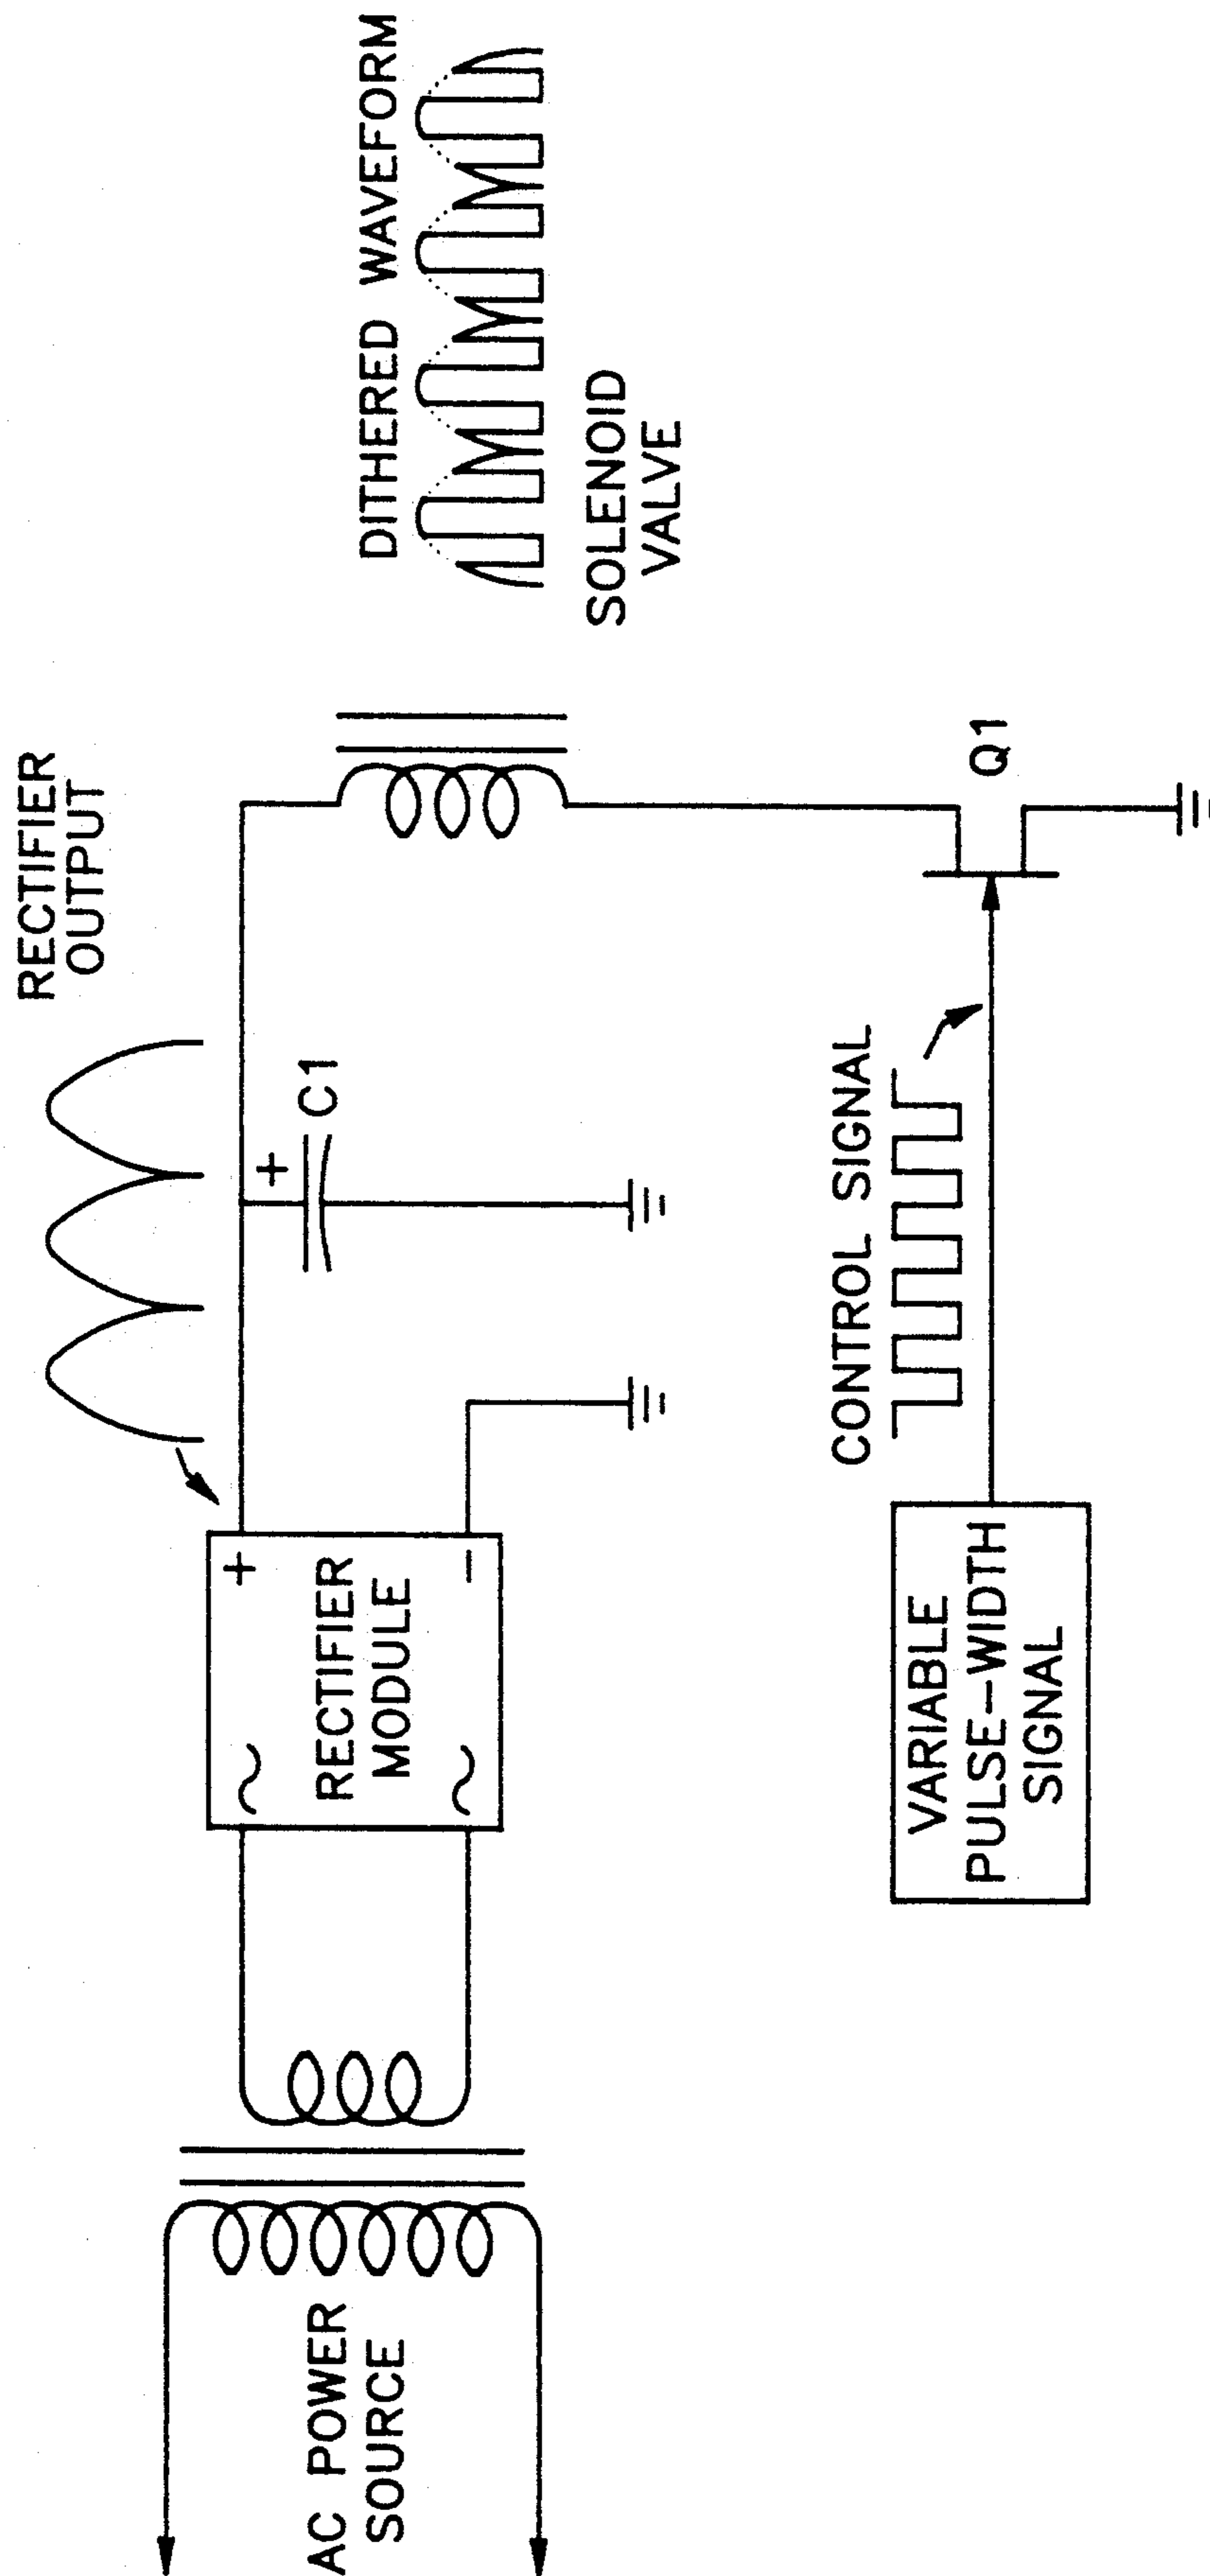 RECTIFIER
OUTPUT
DITHERED WAVEFORM
+
C1
AC POWER
SOURCE
~
+
RECTIFIER
MODULE
~
−
SOLENOID
VALVE
CONTROL SIGNAL
VARIABLE
PULSE–WIDTH
SIGNAL
Q1